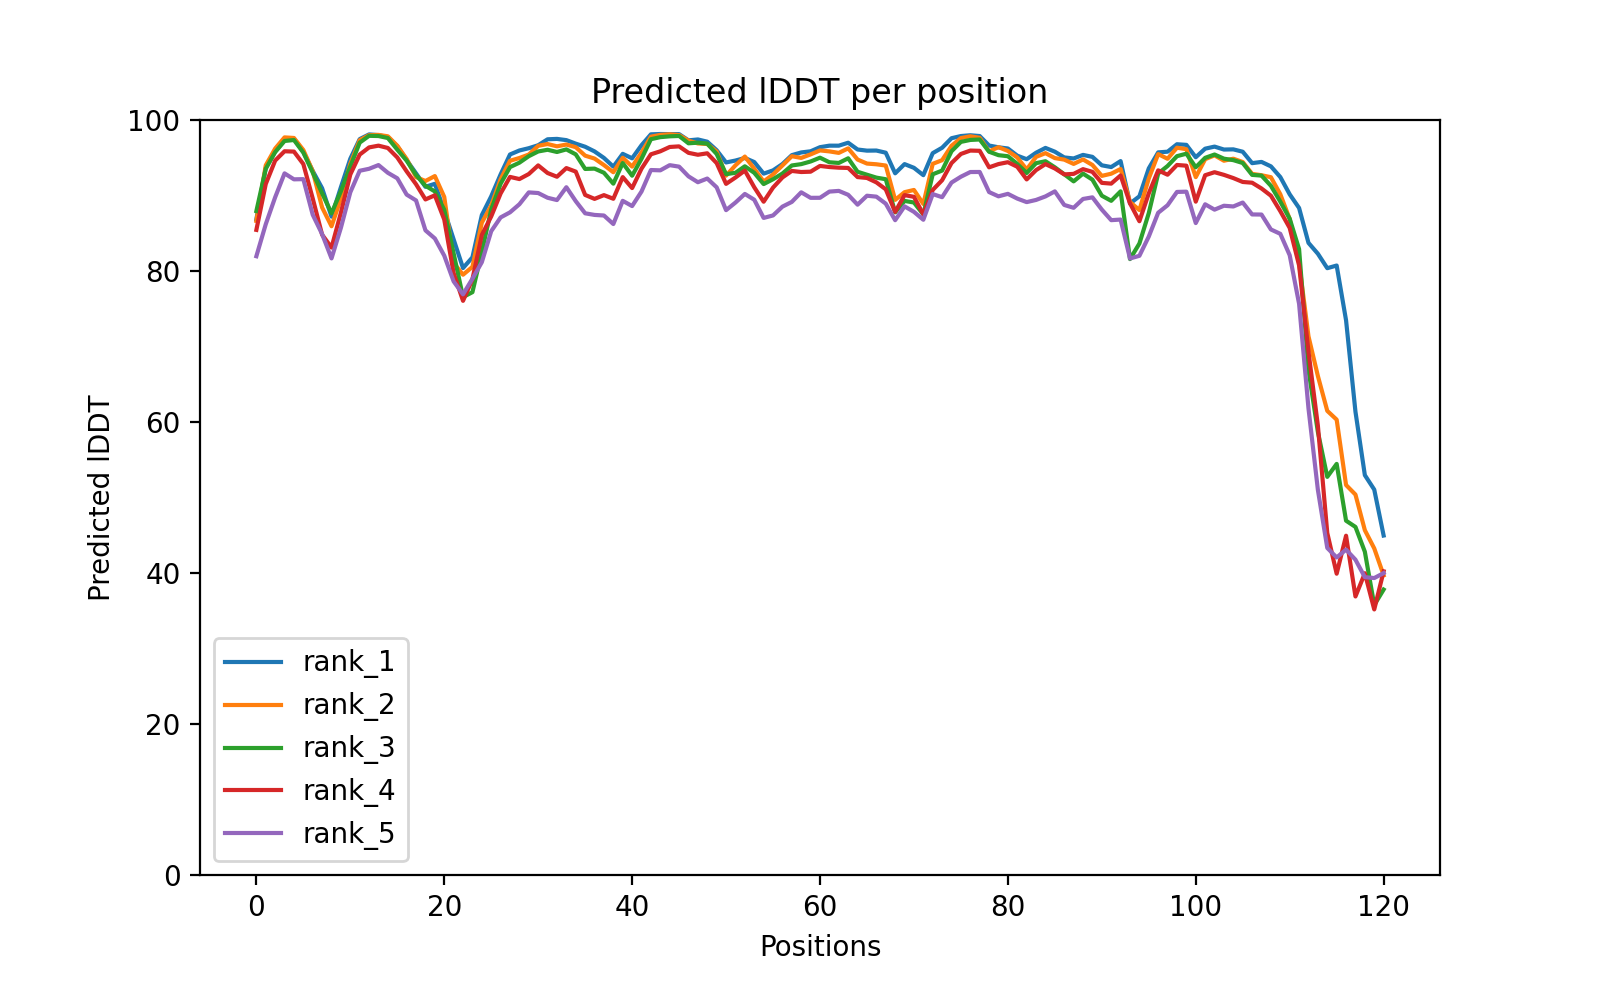 Predicted lDDT per position
100
80
60
40
20
0
Predicted lDDT
rank_1
rank_2
rank_3
rank_4
rank_5
0 20 40 60 80 100 120
Positions